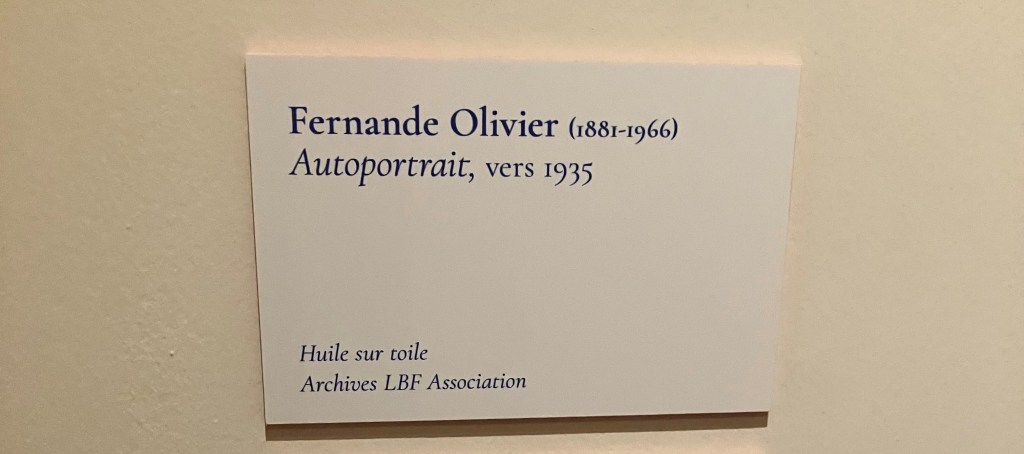 Fernande Olivier (1881-1966)
Autoportrait, vers 1935
Huile sur toile
Archives LBF Association